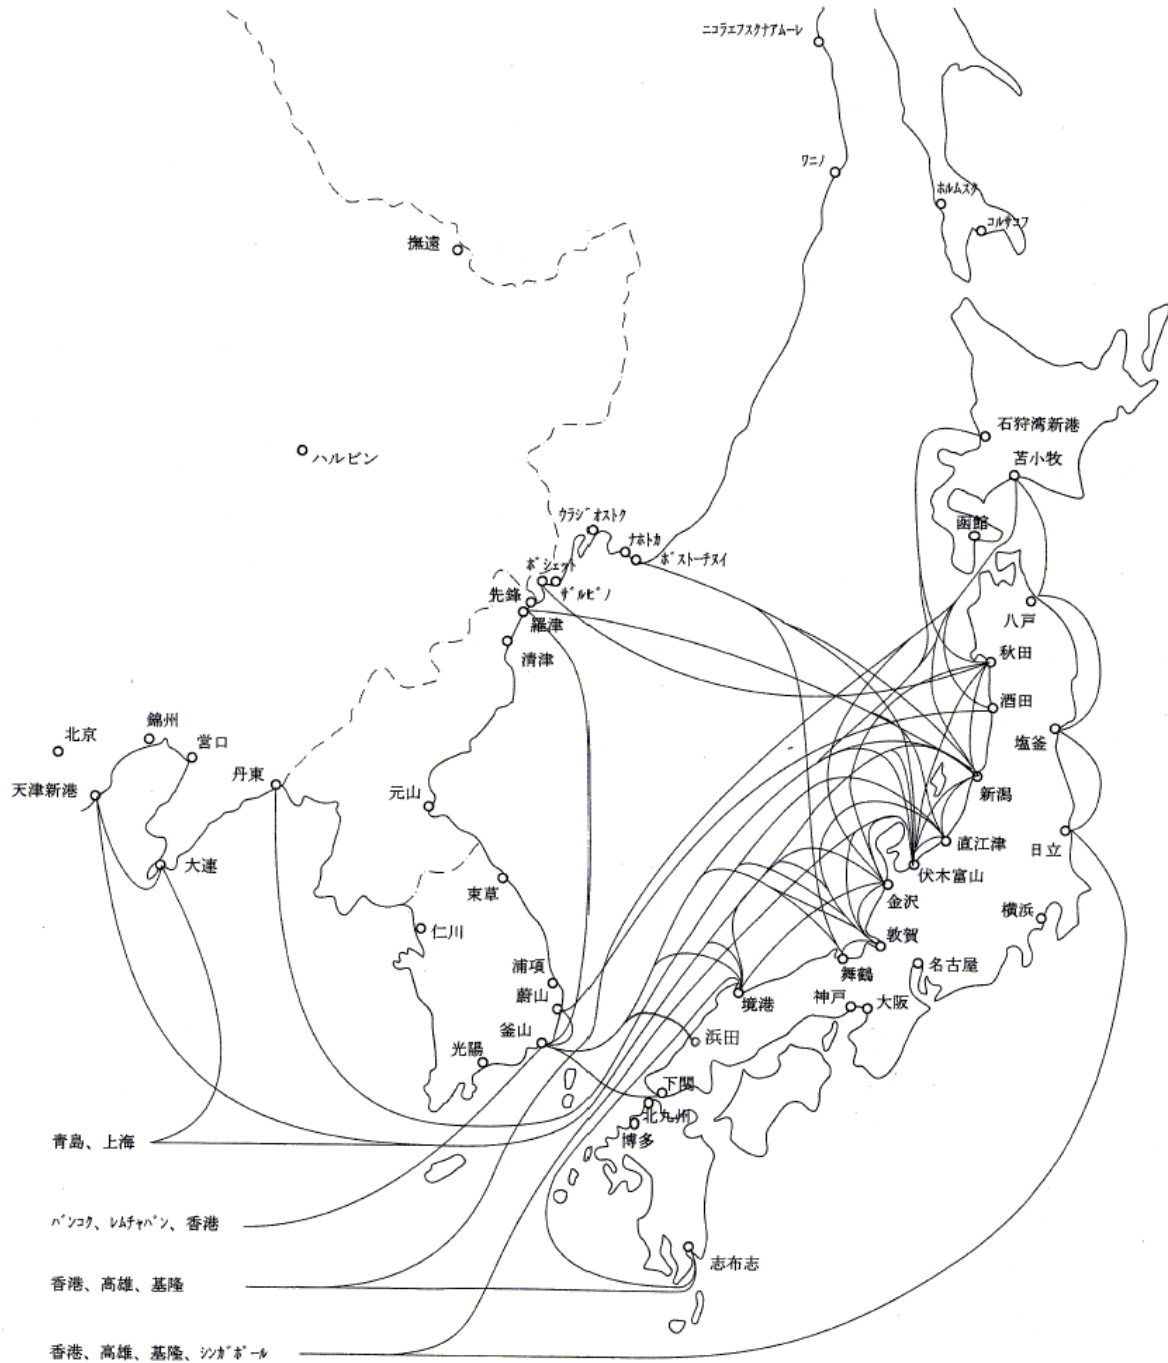 ニコラエフスクナアムーレ
ワニノ
ホルムスク
コルサコフ
撫遠
石狩湾新港
苫小牧
ハルビン
函館
ウラジオストク
ナホトカ
ボストーチヌイ
ポシェット
ザルビノ
先鋒
羅津
八戸
清津
秋田
酒田
北京
錦州
営口
塩釜
丹東
天津新港
元山
新潟
直江津
日立
大連
伏木富山
束草
金沢
横浜
仁川
敦賀
浦項
舞鶴
名古屋
蔚山
境港
神戸
大阪
釜山
浜田
光陽
下関
北九州
博多
青島、上海
バンコク、レムチャバン、香港
志布志
香港、高雄、基隆
香港、高雄、基隆、シンガポール